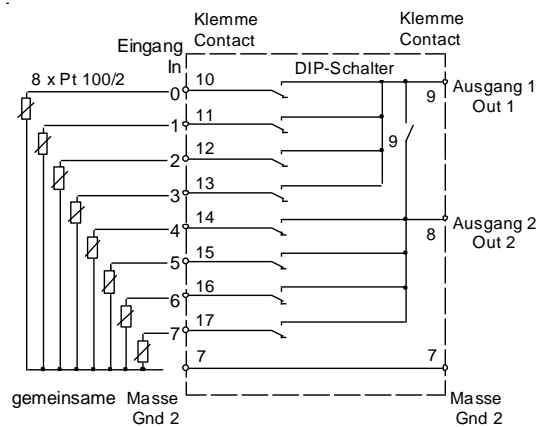 Klemme
Contact
Klemme
Contact
Eingang
In
8 x Pt 100/2
DIP-Schalter
0
10
9
Ausgang 1
Out 1
1
11
9
2
12
3
13
4
14
8
Ausgang 2
Out 2
5
15
6
16
7
17
7
7
gemeinsame
Masse
Gnd 2
Masse
Gnd 2